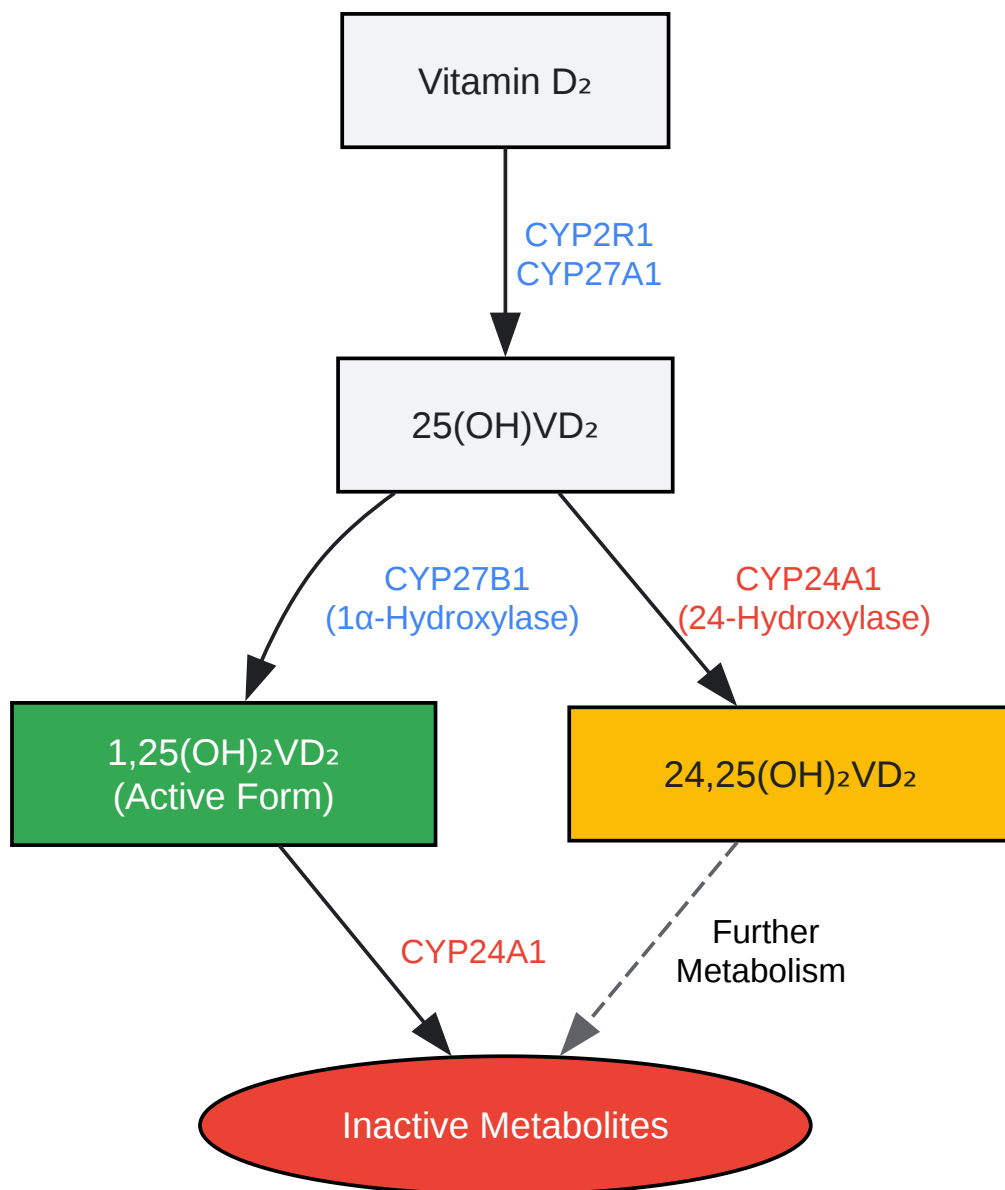 Vitamin D₂
CYP2R1
CYP27A1
25(OH)VD₂
CYP27B1
(1α-Hydroxylase)
CYP24A1
(24-Hydroxylase)
1,25(OH)₂VD₂
(Active Form)
24,25(OH)₂VD₂
CYP24A1
Further
Metabolism
Inactive Metabolites